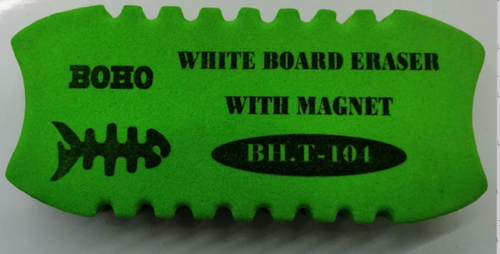 BOHO
WHITE BOARD ERASER
WITH MAGNET
BH.T-104